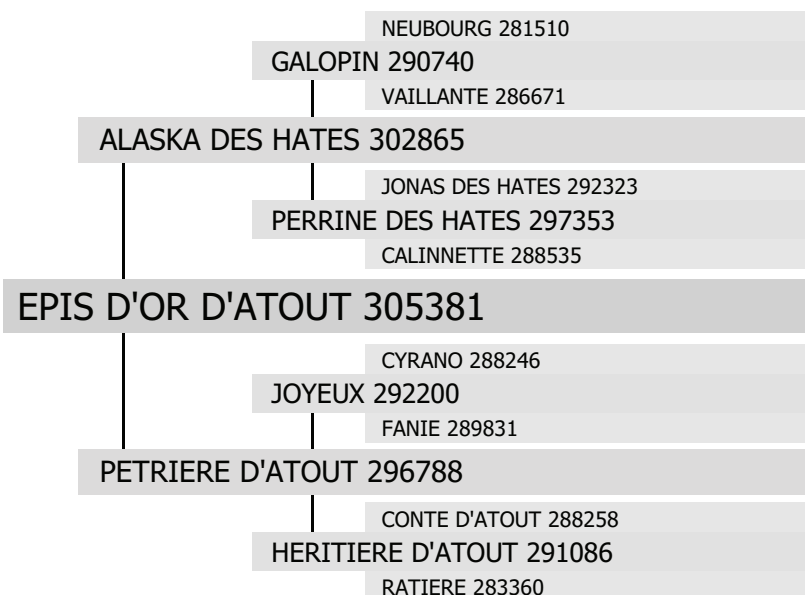 NEUBOURG 281510
GALOPIN 290740
VAILLANTE 286671
ALASKA DES HATES 302865
JONAS DES HATES 292323
PERRINE DES HATES 297353
CALINNETTE 288535
EPIS D'OR D'ATOUT 305381
CYRANO 288246
JOYEUX 292200
FANIE 289831
PETRIERE D'ATOUT 296788
CONTE D'ATOUT 288258
HERITIERE D'ATOUT 291086
RATIERE 283360